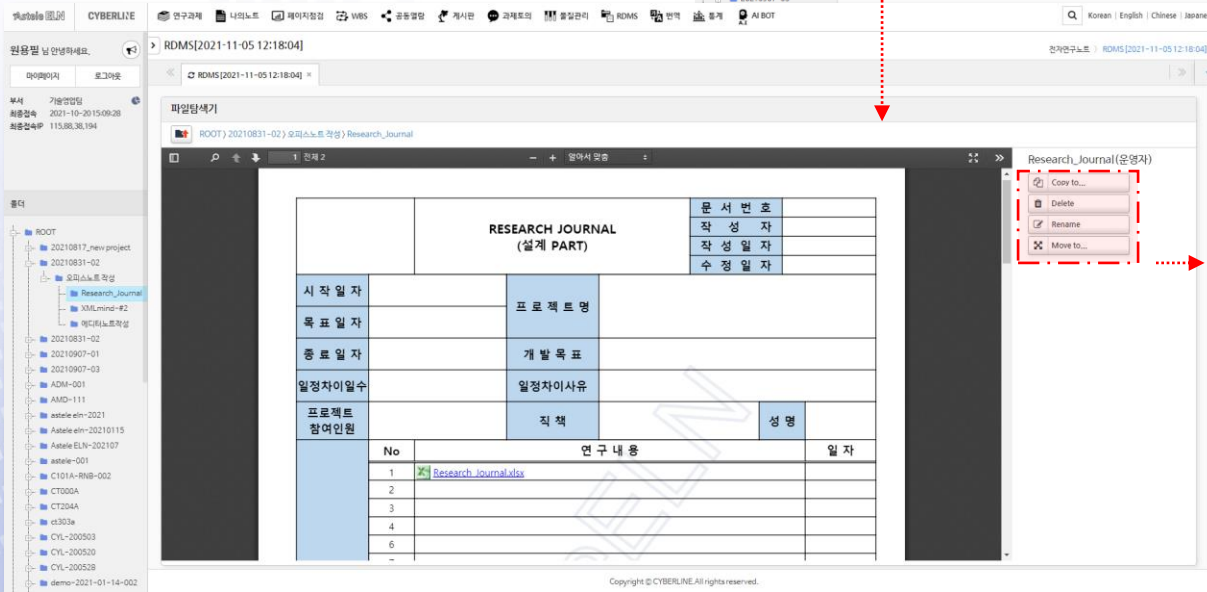 Astele ELN CYBERLINE 연구과제 나의노트 페이지점검 WBS 공동열람 게시판 과제토의 품질관리 RDMS 번역 통계 AI BOT Korean | English | Chinese | Japane
원용필 님 안녕하세요.
마이페이지 로그아웃
부서 기술영업팀
최종접속 2021-10-20 15:09:28
최종접속IP 115,88,38,194
폴더
ROOT
20210817_new project
20210831-02
오피스노트 작성
Research_Journal
XMLmind-#2
에디터노트작성
20210831-02
20210907-01
20210907-03
ADM-001
AMD-111
astele eln-2021
Astele eln-20210115
Astele ELN-202107
astele-001
C101A-RNB-002
CT000A
CT204A
ct303a
CYL-200503
CYL-200520
CYL-200528
demo-2021-01-14-002
RDMS[2021-11-05 12:18:04]
전자연구노트 〉 RDMS[2021-11-05 12:18:04]
RDMS [2021-11-05 12:18:04] ×
파일탐색기
ROOT 〉 20210831-02 〉 오피스노트 작성 〉 Research_Journal
1 전체 2 알아서 맞춤
RESEARCH JOURNAL
(설계 PART)
문 서 번 호
작 성 자
작 성 일 자
수 정 일 자
시 작 일 자 프 로 젝 트 명
목 표 일 자
종 료 일 자 개 발 목 표
일정차이일수 일정차이사유
프로젝트
참여인원 직 책 성 명
No 연 구 내 용 일 자
1 Research_Journal.xlsx
2
3
4
6
ELN
Research_Journal(운영자)
Copy to...
Delete
Rename
Move to...
Copyright © CYBERLINE.All rights reserved.